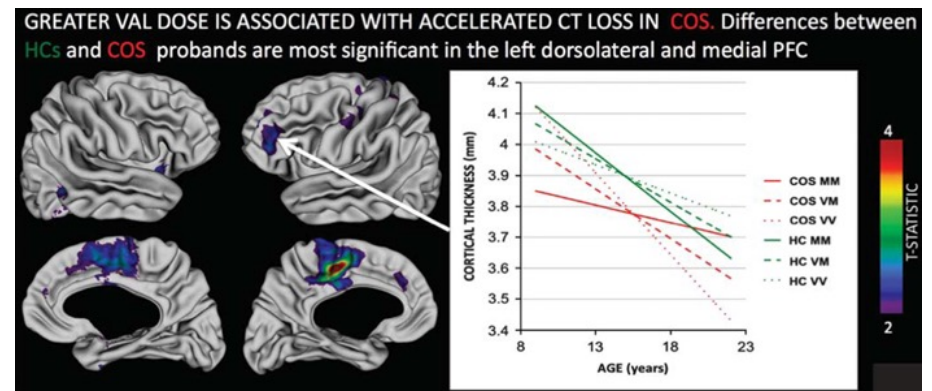 GREATER VAL DOSE IS ASSOCIATED WITH ACCELERATED CT LOSS IN COS. Differences between
HCs and COS probands are most significant in the left dorsolateral and medial PFC
4.2
4.1
4
3.9
3.8
3.7
3.6
3.5
3.4
CORTICAL THICKNESS (mm)
8
13
18
23
AGE (years)
COS MM
COS VM
COS VV
HC MM
HC VM
HC VV
4
T-STATISTIC
2